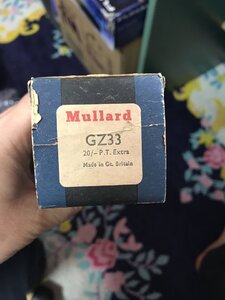 Mullard
GZ33
20/- P.T. Extra
Made in Gt. Britain